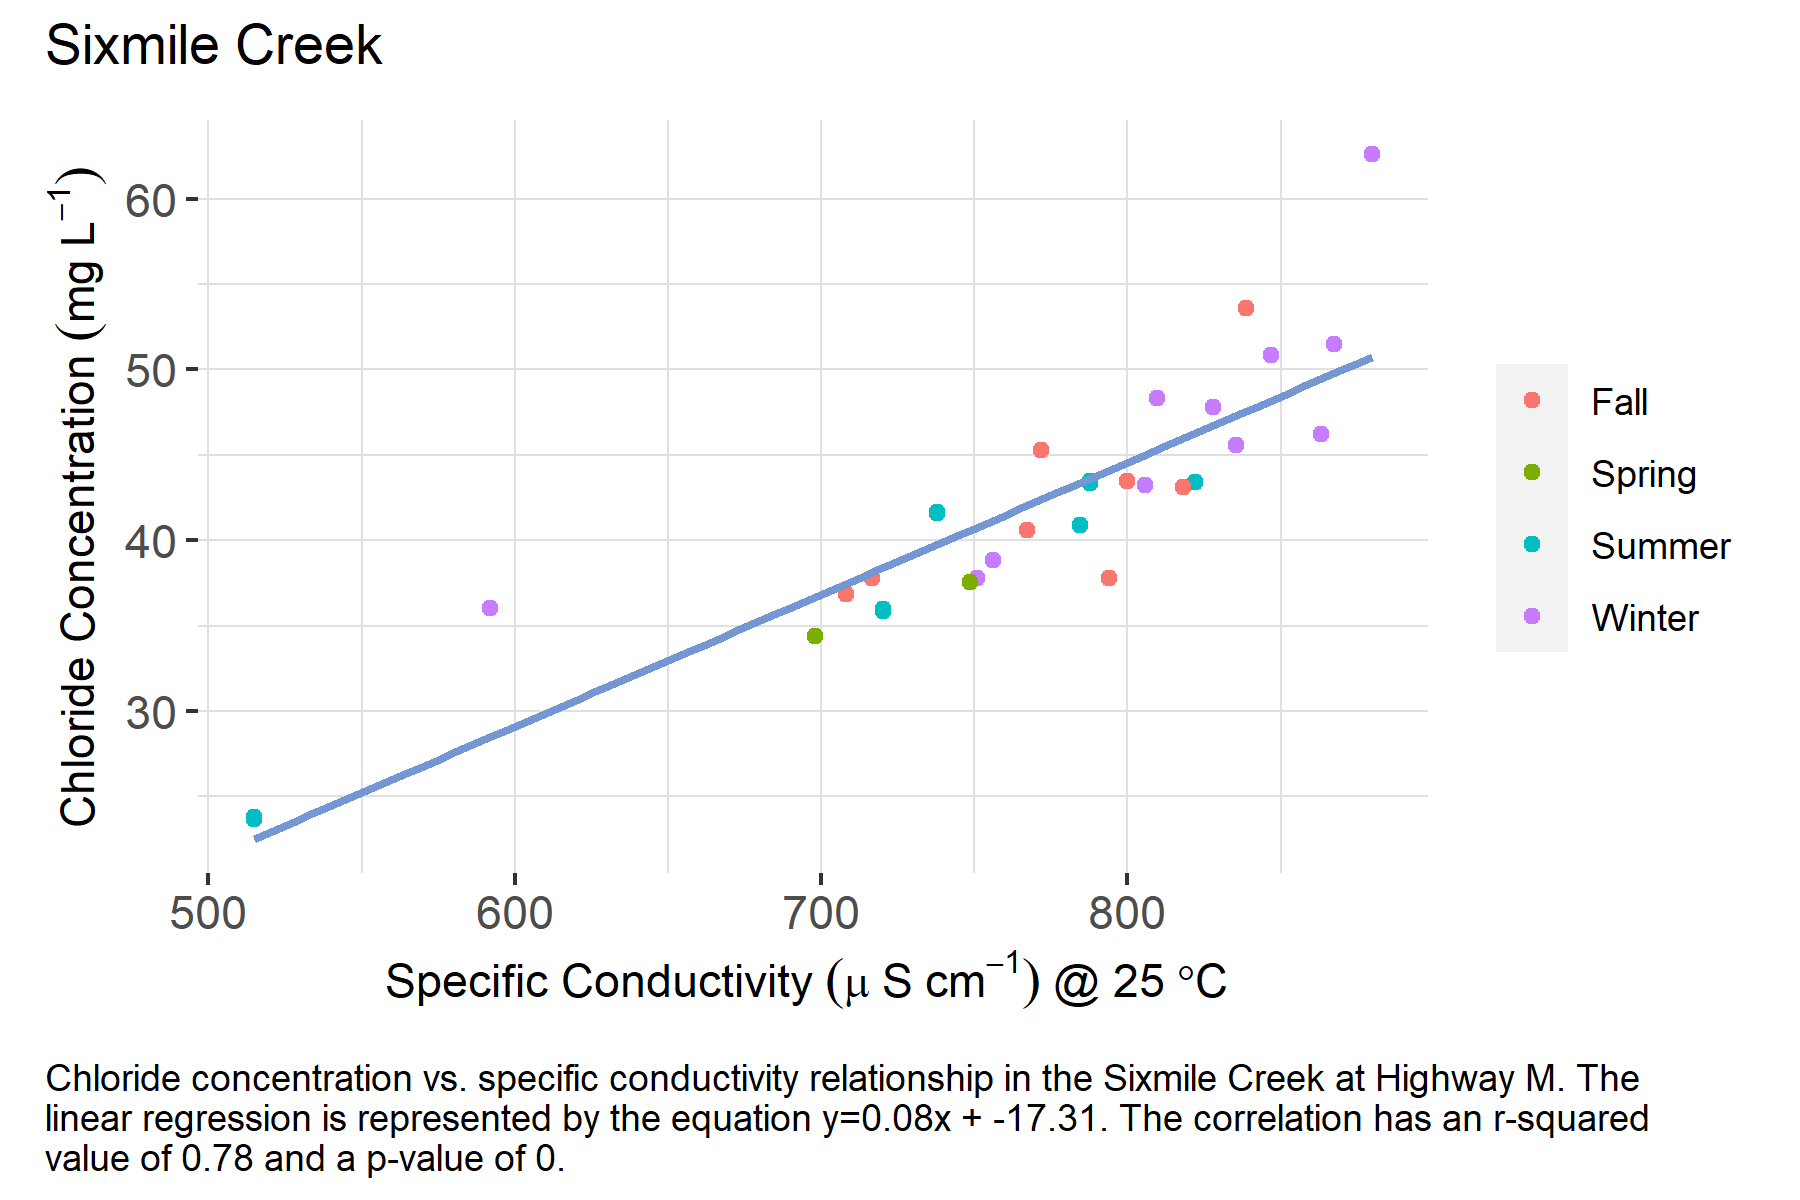 Sixmile Creek
Chloride Concentration (mg L⁻¹)
60
50
40
30
500 600 700 800
Specific Conductivity (μ S cm⁻¹) @ 25 °C
Fall
Spring
Summer
Winter
Chloride concentration vs. specific conductivity relationship in the Sixmile Creek at Highway M. The
linear regression is represented by the equation y=0.08x + -17.31. The correlation has an r-squared
value of 0.78 and a p-value of 0.